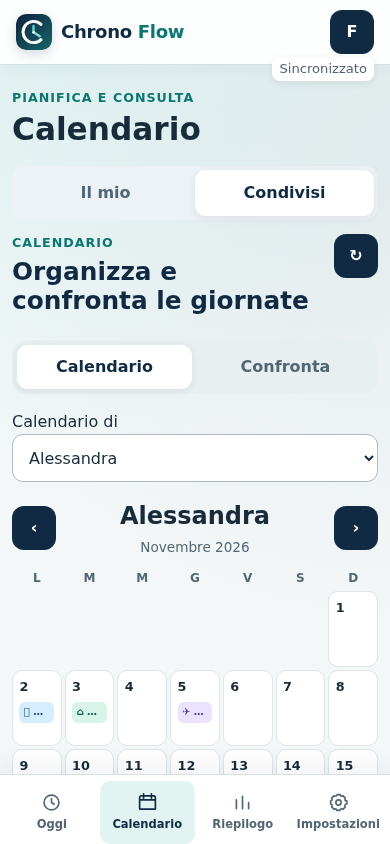 Chrono Flow
F
Sincronizzato
PIANIFICA E CONSULTA
Calendario
Il mio
Condivisi
CALENDARIO
Organizza e
confronta le giornate
↻
Calendario
Confronta
Calendario di
Alessandra
‹
Alessandra
›
Novembre 2026
L M M G V S D
1
2 3 4 5 6 7 8
... ⌂ ... ✈ ...
9 10 11 12 13 14 15
Oggi
Calendario
Riepilogo
Impostazioni